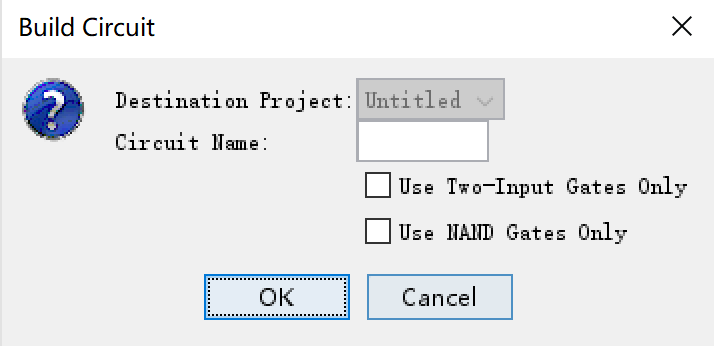 Build Circuit
Destination Project: Untitled
Circuit Name:
Use Two-Input Gates Only
Use NAND Gates Only
OK Cancel